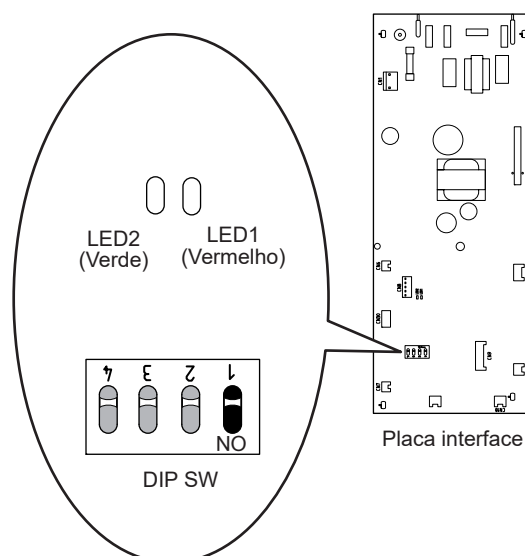 LED2
(Verde)
LED1
(Vermelho)
4 3 2 1
NO
DIP SW
Placa interface